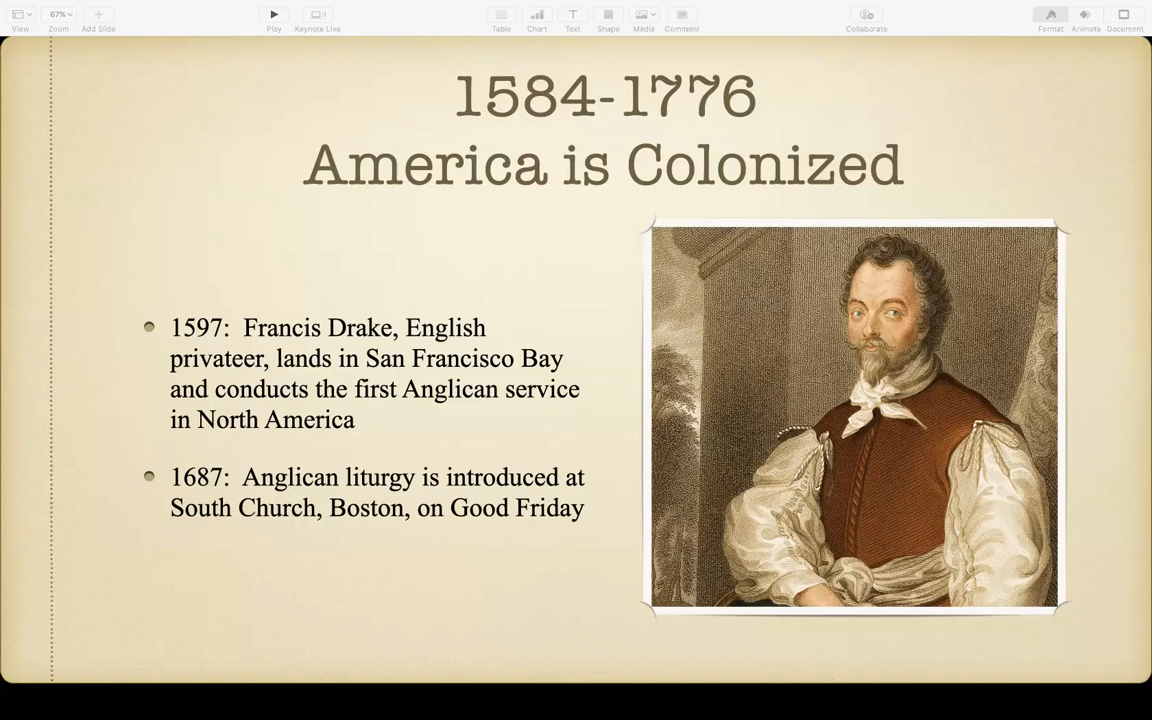 67%
View
Zoom
Add Slide
Play
Keynote Live
Table
Chart
Text
Shape
Media
Comment
Collaborate
Format
Animate
Document
1584-1776
America is Colonized
1597: Francis Drake, English
privateer, lands in San Francisco Bay
and conducts the first Anglican service
in North America
1687: Anglican liturgy is introduced at
South Church, Boston, on Good Friday